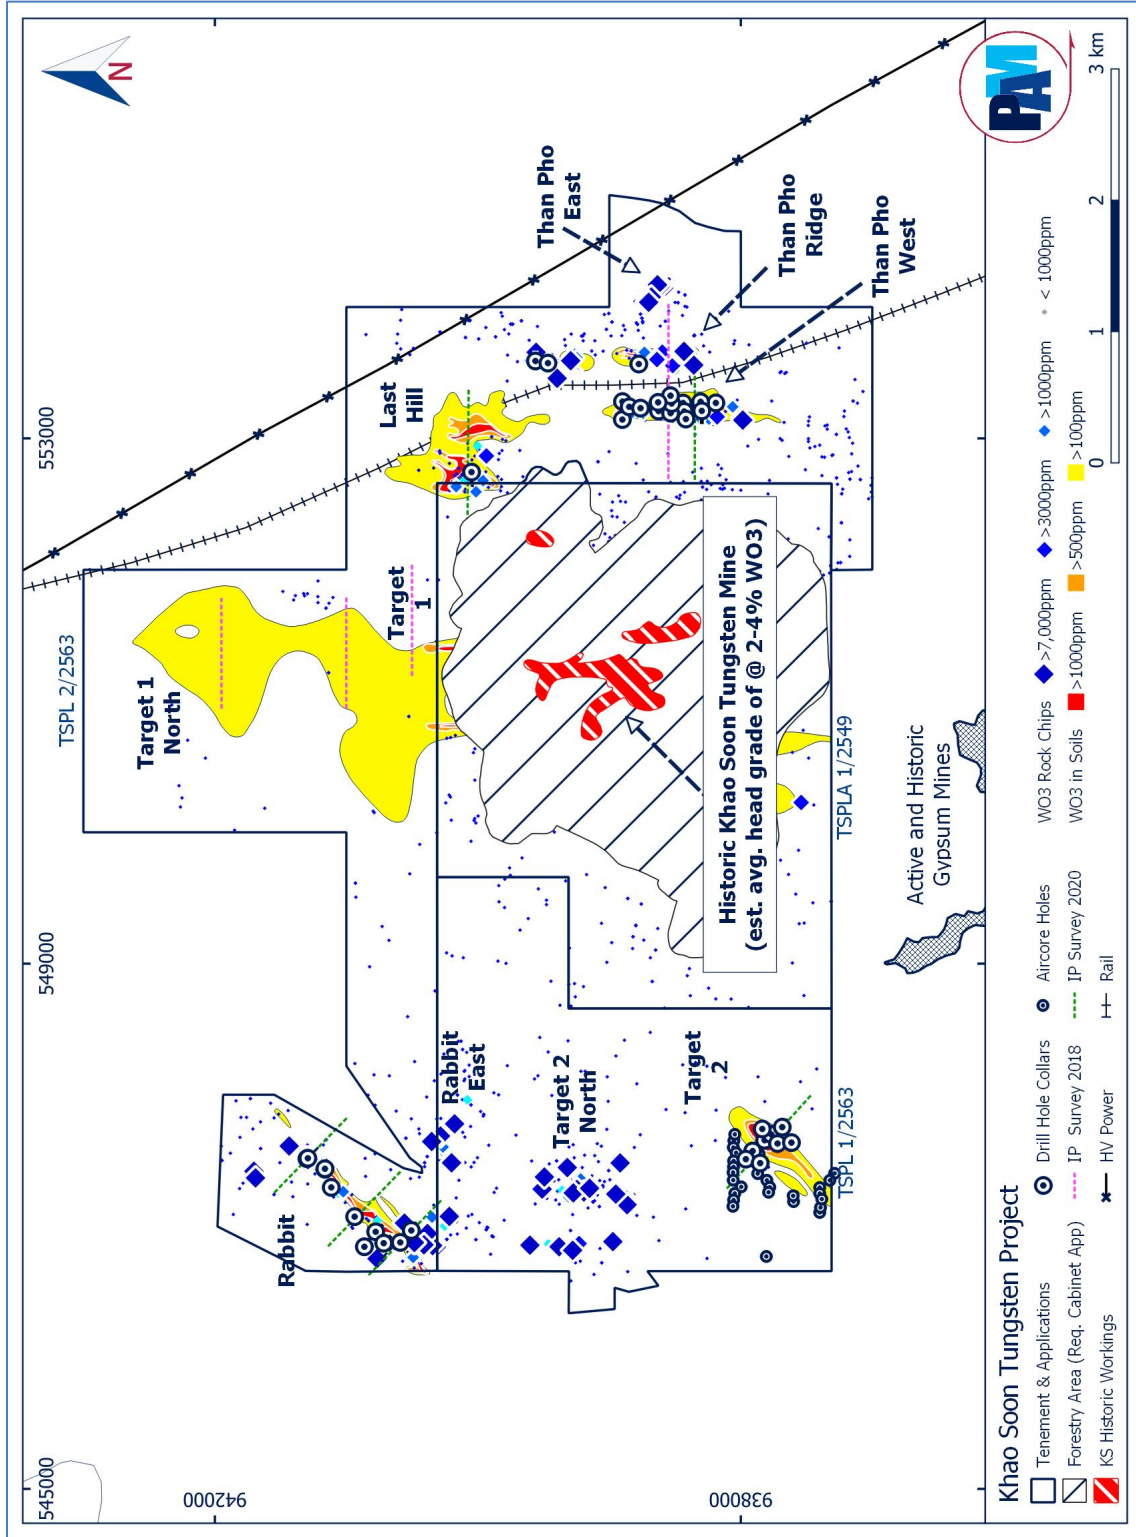 545000
549000
553000
942000
938000
N
TSPL 2/2563
Target 1
North
Target
1
Last
Hill
Than Pho
East
Than Pho
Ridge
Than Pho
West
Rabbit
Rabbit
East
Target 2
North
Target
2
Historic Khao Soon Tungsten Mine
(est. avg. head grade of @ 2-4% WO3)
TSPL 1/2563
TSPLA 1/2549
Active and Historic
Gypsum Mines
PAM
Khao Soon Tungsten Project
Tenement & Applications
Forestry Area (Req. Cabinet App)
KS Historic Workings
Drill Hole Collars
Aircore Holes
IP Survey 2018
IP Survey 2020
HV Power
Rail
WO3 Rock Chips
>7,000ppm
>3000ppm
>1000ppm
< 1000ppm
WO3 in Soils
>1000ppm
>500ppm
>100ppm
0
1
2
3 km